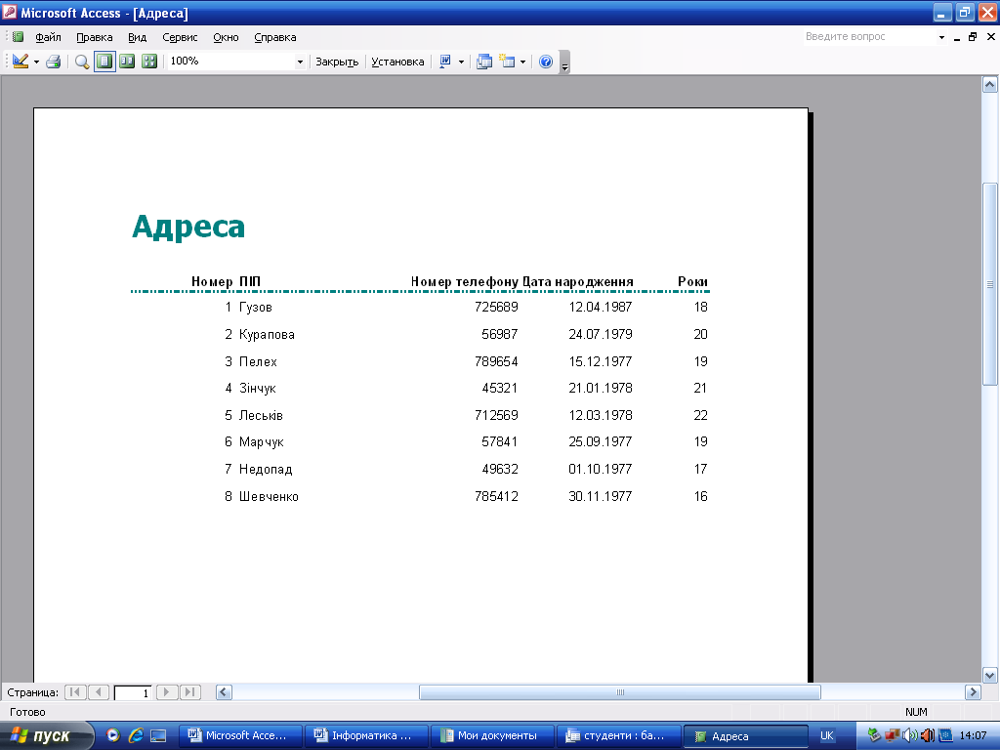 Microsoft Access - [Адреса]
Файл Правка Вид Сервис Окно Справка Введите вопрос
100% Закрыть Установка
Адреса
Номер ПІП Номер телефону Дата народження Роки
1 Гузов 725689 12.04.1987 18
2 Курапова 56987 24.07.1979 20
3 Пелех 789654 15.12.1977 19
4 Зінчук 45321 21.01.1978 21
5 Леськів 712569 12.03.1978 22
6 Марчук 57841 25.09.1977 19
7 Недопад 49632 01.10.1977 17
8 Шевченко 785412 30.11.1977 16
Страница: 1
Готово NUM
пуск Microsoft Acce... Інформатика ... Мои документы студенти : ба... Адреса UK 14:07